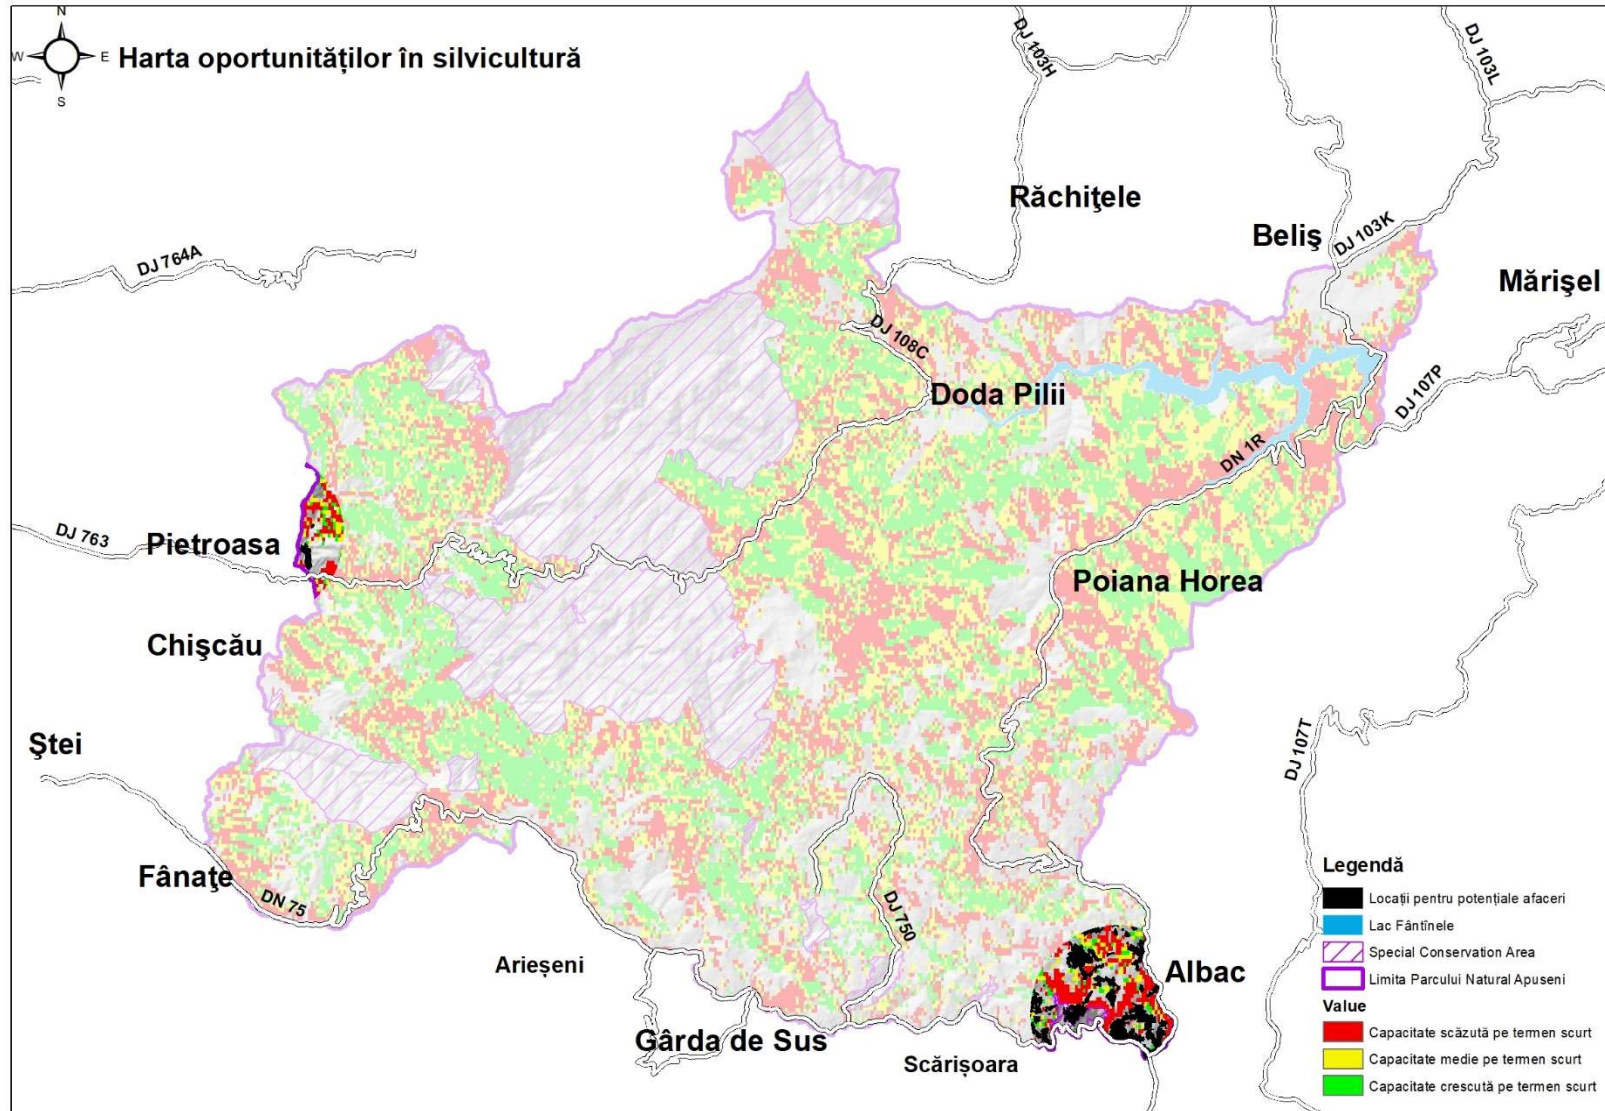 N
W E Harta oportunităților în silvicultură
S
DJ 103H
DJ 103L
Răchiţele
Beliş
DJ 103K
DJ 764A
Mărişel
DJ 108C
Doda Pilii
DJ 107P
DN 1R
DJ 763
Pietroasa
Poiana Horea
Chişcău
Ştei
DJ 107T
Fânaţe
DN 75
DJ 750
Arieșeni
Albac
Gârda de Sus
Scărișoara
Legendă
Locații pentru potențiale afaceri
Lac Fântînele
Special Conservation Area
Limita Parcului Natural Apuseni
Value
Capacitate scăzută pe termen scurt
Capacitate medie pe termen scurt
Capacitate crescută pe termen scurt